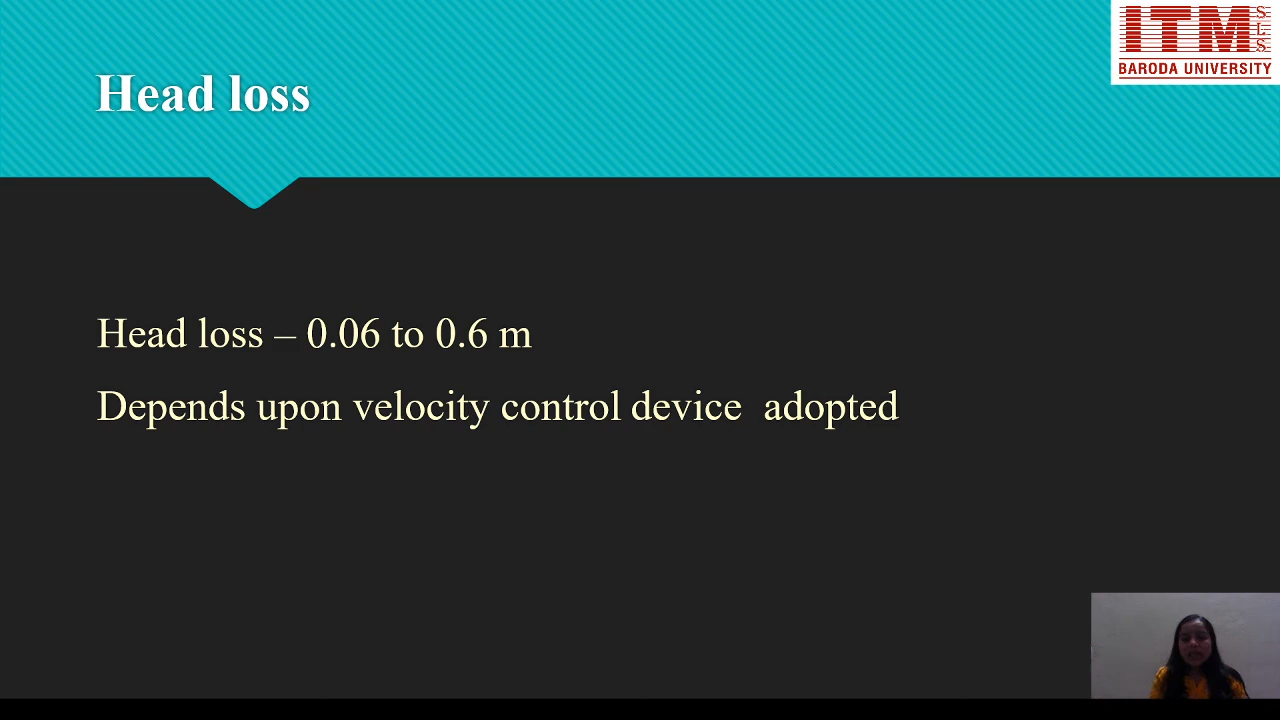 ITM
SLS
BARODA UNIVERSITY
Head loss
Head loss – 0.06 to 0.6 m
Depends upon velocity control device  adopted